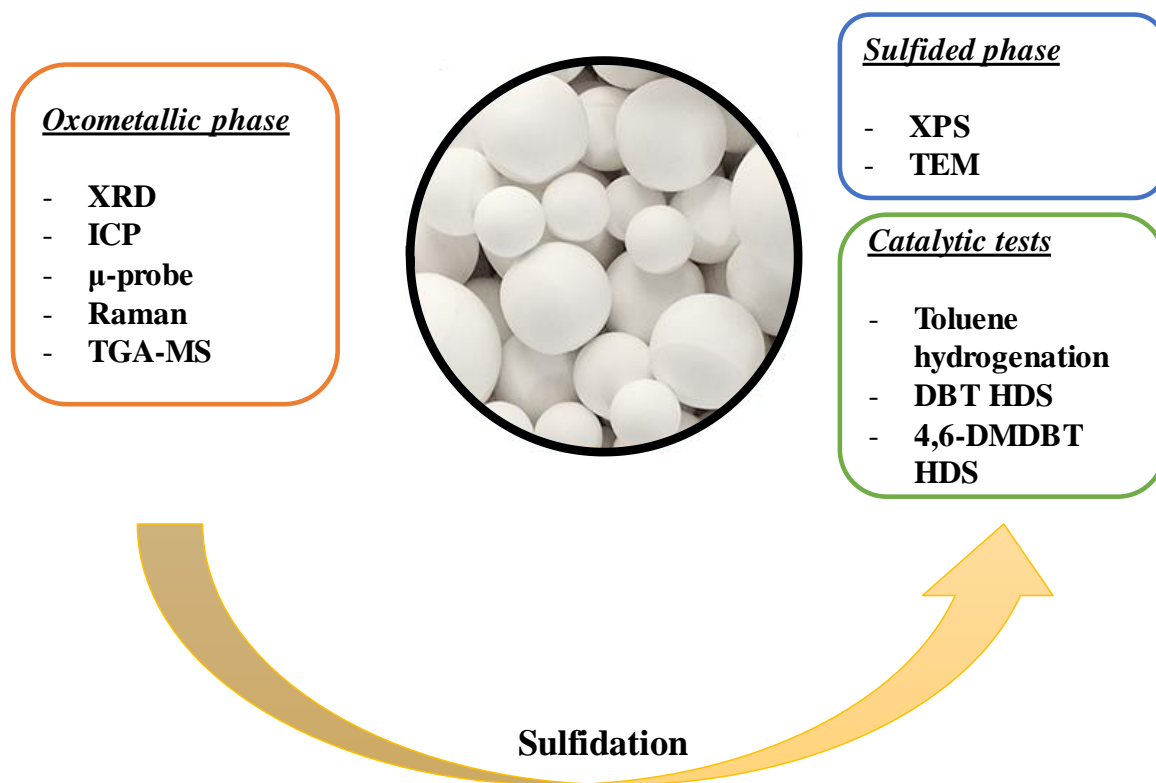 Oxometallic phase
- XRD
- ICP
- µ-probe
- Raman
- TGA-MS
Sulfided phase
- XPS
- TEM
Catalytic tests
- Toluene
hydrogenation
- DBT HDS
- 4,6-DMDBT
HDS
Sulfidation